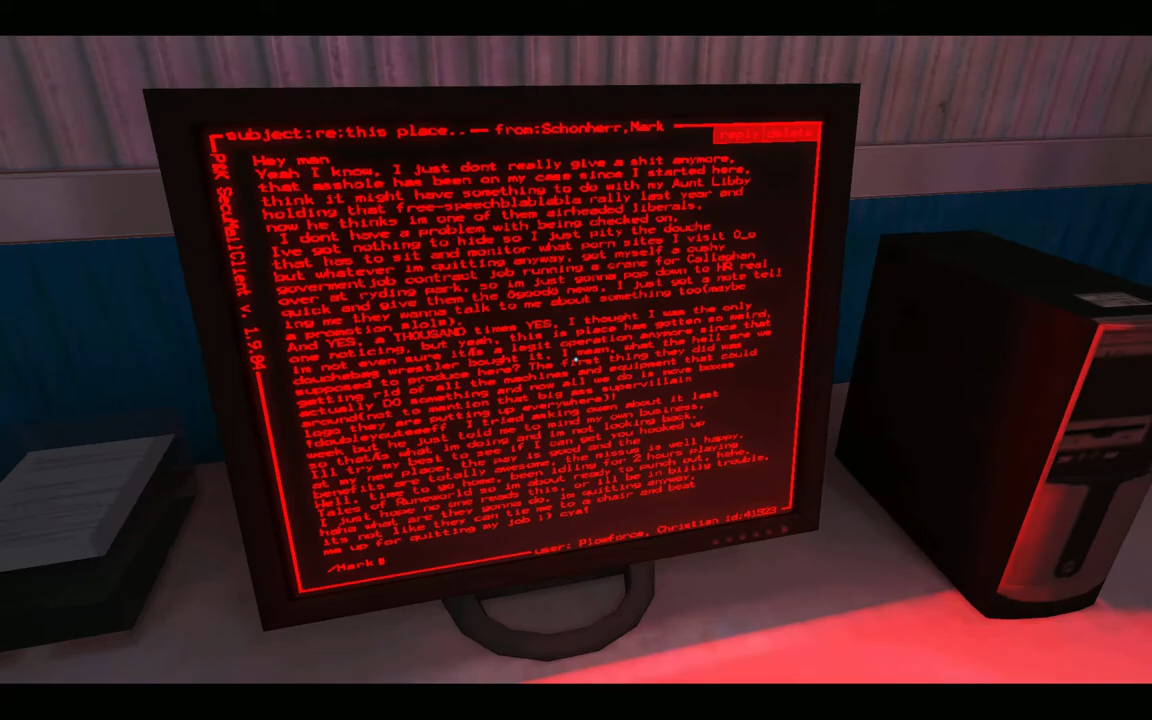 subject:re:this place.. from:Schonherr,Mark
reply delete
PRK SecuMailClient v. 1.9.84
Hey man
Yeah I know, I just dont really give a shit anymore,
that asshole has been on my case since I started here,
think it might have something to do with my Aunt Libby
holding that free-speechblablabla rally last year and
now he thinks im one of them airheaded liberals.
I dont have a problem with being checked on,
Ive got nothing to hide so I just pity the douche
that has to sit and monitor what porn sites I visit O_o
but whatever im quitting anyway, got myself a cushy
goverment job contract job running a crane for Callaghan
over at ryding park, so im just gonna pop down to HR real
quick and give them the ōgoodō news, I just got a note tell
ing me they wanna talk to me about something too(maybe
a promotion *lols*).
And YES, a THOUSAND times YES, I thought I was the only
one noticing, but yeah, this place has gotten so weird,
im not even sure its a legit operation anymore since that
douchebag wrestler bought it. I mean, what the hell are we
supposed to produce here? The first thing they did was
getting rid of all the machines and equipment that could
actually DO something and now all we do is move boxes
around(not to mention that big ass supervillain
logo they are putting up everywhere)!
!doubleyouteeeff I tried asking owen about it last
week but he just told me to mind my own business,
so thats what im doing and im not looking back.
Ill try my best to see if I can get you hooked up
at my new place, the pay is good and the
benefits are totally awesome, the missus is well happy.
Hell, time to go home, been idling for 2 hours playing
Tales of Runeworld so im about ready to punch out, hehe,
I just hope no one reads this, or ill be in biiiig trouble,
haha what are they gonna do, im quitting anyway,
its not like they can tie me to a chair and beat
me up for quitting my job ;) cya!
user: Plowforce, Christian id:41523
/Mark $